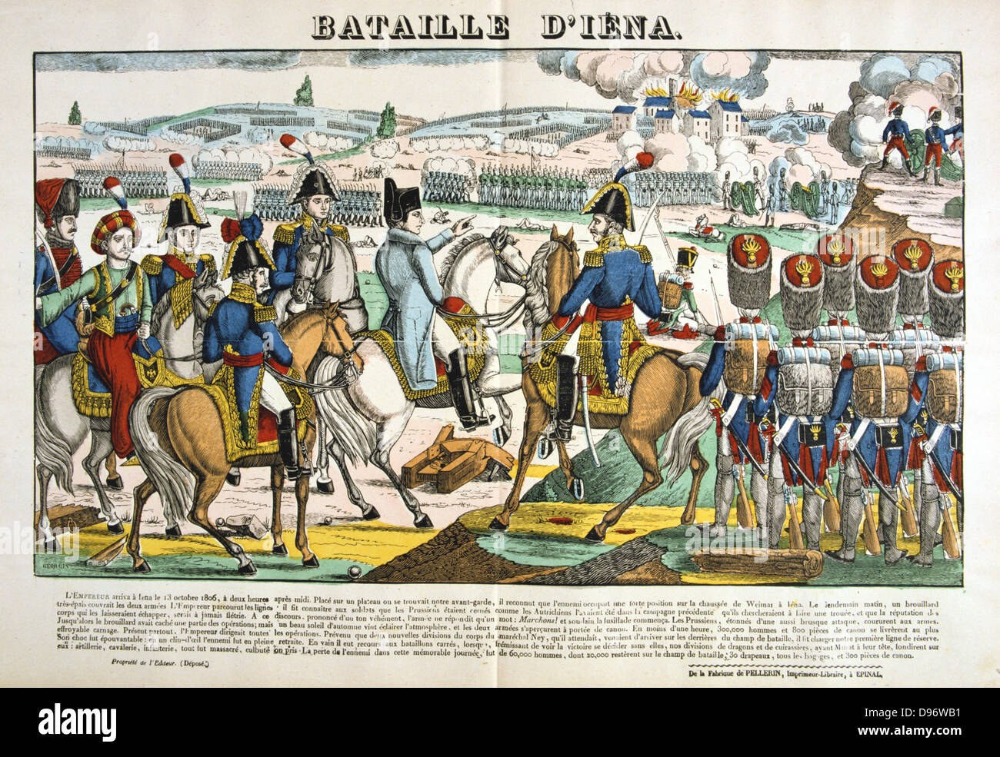 BATAILLE D'IÉNA.
GEORGIN
L'EMPEREUR arriva à Iena le 13 octobre 1806, à deux heures après midi. Placé sur un plateau ou se trouvait notre avant-garde, il reconnut que l'ennemi occupait une forte position sur la chaussée de Weimar à Iéna. Le lendemain matin, un brouillard
très-épais couvrait les deux armées. L'Empereur parcourut les lignes : il fit connaître aux soldats que les Prussiens étaient cernés comme les Autrichiens l'avaient été dans la campagne précédente, qu'ils chercheraient à faire une trouée, et que la réputation des
corps qui les laisseraient échapper, serait à jamais flétrie. A ce discours, prononcé d'un ton véhément, l'armée ne répondit qu'un mot : Marchons! et soudain la fusillade commença. Les Prussiens, étonnés d'une aussi brusque attaque, coururent aux armes.
Jusqu'alors le brouillard avait caché une partie des opérations; mais un beau soleil d'automne vint éclairer l'atmosphère, et les deux armées s'aperçurent à portée de canon. En moins d'une heure, 300,000 hommes et 800 pièces de canon se livrèrent au plus
effroyable carnage. Présent partout, l'Empereur dirigeait toutes les opérations. Prévenu que deux nouvelles divisions du corps du maréchal Ney, qu'il attendait, venaient d'arriver sur les derrières du champ de bataille, il fit charger notre première ligne de réserve.
Son choc fut épouvantable : en un clin-d'œil l'ennemi fut en pleine retraite. En vain il eut recours aux bataillons carrés, lorsque, frémissant de voir la victoire se décider sans elles, nos divisions de dragons et de cuirassiers, ayant Murat à leur tête, fondirent sur
eux : artillerie, cavalerie, infanterie, tout fut massacré, culbuté ou pris. La perte de l'ennemi dans cette mémorable journée, fut de 60,000 hommes, dont 20,000 restèrent sur le champ de bataille; 30 drapeaux, tous les bagages, et 300 pièces de canon.
Propriété de l'Éditeur. (Déposé.)
De la Fabrique de PELLERIN, Imprimeur-Libraire, à EPINAL.
a alamy stock photo
a
alamy
www.alamy.com
D96WB1